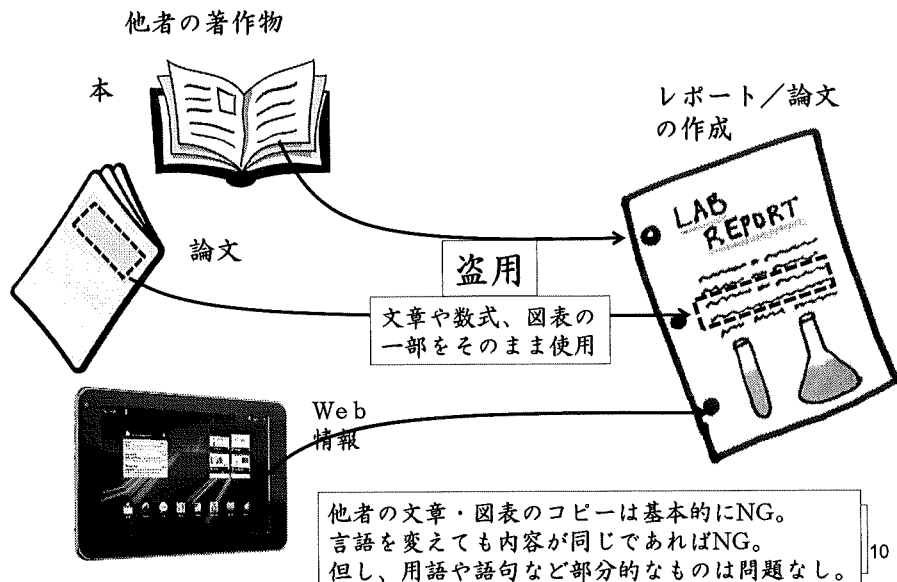 他者の著作物
本
レポート／論文
の作成
LAB
REPORT
論文
盗用
文章や数式、図表の
一部をそのまま使用
Web
情報
他者の文章・図表のコピーは基本的にNG。
言語を変えても内容が同じであればNG。
但し、用語や語句など部分的なものは問題なし。
10